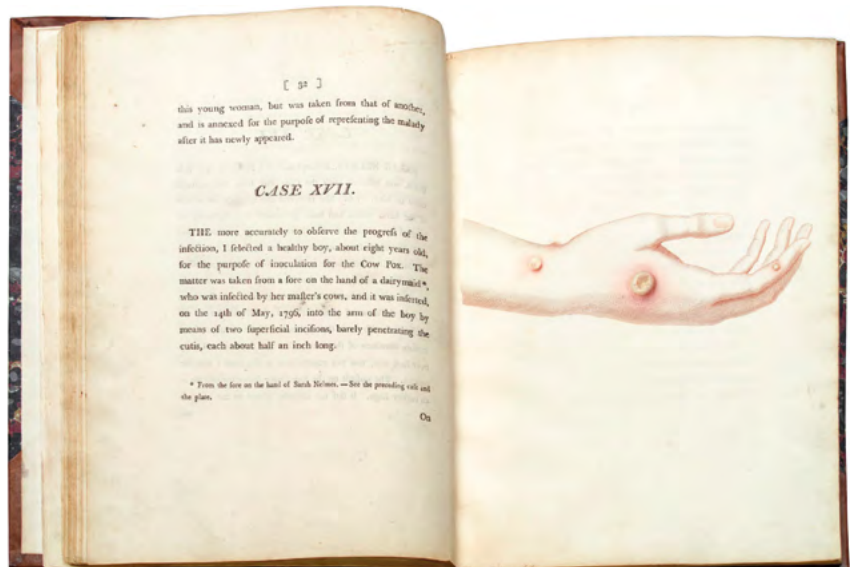 [ 32 ]
this young woman, but was taken from that of another,
and is annexed for the purpoſe of repreſenting the malady
after it has newly appeared.
CASE XVII.
THE more accurately to obſerve the progreſs of the
infection, I ſelected a healthy boy, about eight years old,
for the purpoſe of inoculation for the Cow Pox. The
matter was taken from a ſore on the hand of a dairymaid*,
who was infected by her maſter's cows, and it was inſerted,
on the 14th of May, 1796, into the arm of the boy by
means of two ſuperficial inciſions, barely penetrating the
cutis, each about half an inch long.
* From the ſore on the hand of Sarah Nelmes. — See the preceding caſe and
the plate.
On